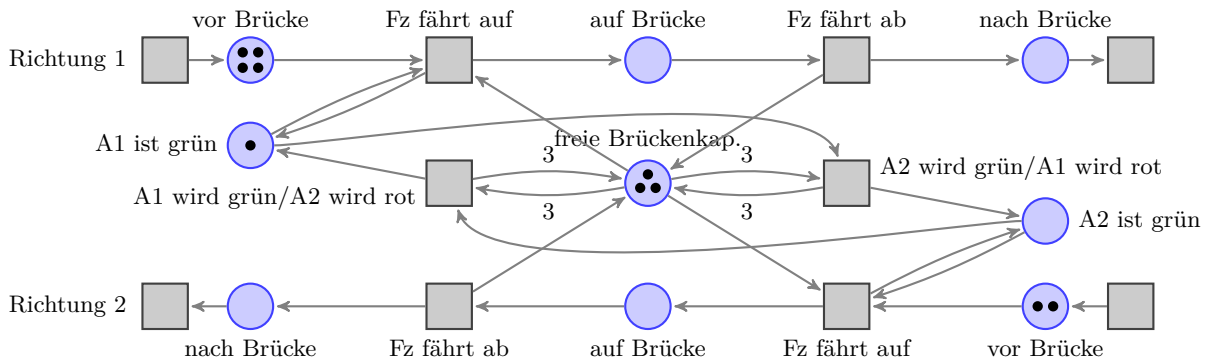 vor Brücke
Fz fährt auf
auf Brücke
Fz fährt ab
nach Brücke
Richtung 1
A1 ist grün
freie Brückenkap.
3
3
A2 wird grün/A1 wird rot
A1 wird grün/A2 wird rot
3
3
A2 ist grün
Richtung 2
nach Brücke
Fz fährt ab
auf Brücke
Fz fährt auf
vor Brücke